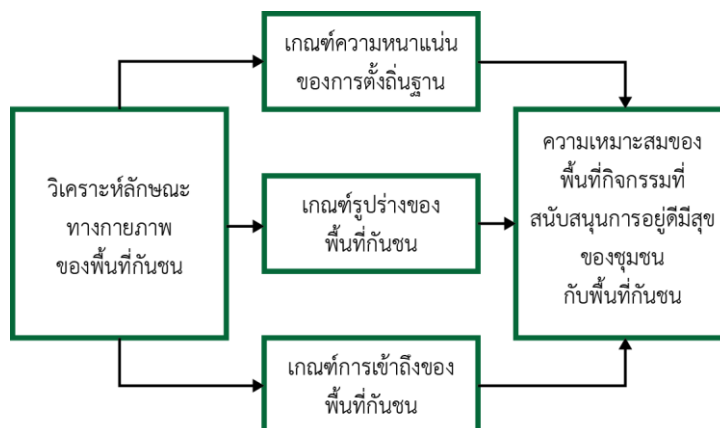 วิเคราะห์ลักษณะ
ทางกายภาพ
ของพื้นที่กันชน
เกณฑ์ความหนาแน่น
ของการตั้งถิ่นฐาน
เกณฑ์รูปร่างของ
พื้นที่กันชน
เกณฑ์การเข้าถึงของ
พื้นที่กันชน
ความเหมาะสมของ
พื้นที่กิจกรรมที่
สนับสนุนการอยู่ดีมีสุข
ของชุมชน
กับพื้นที่กันชน